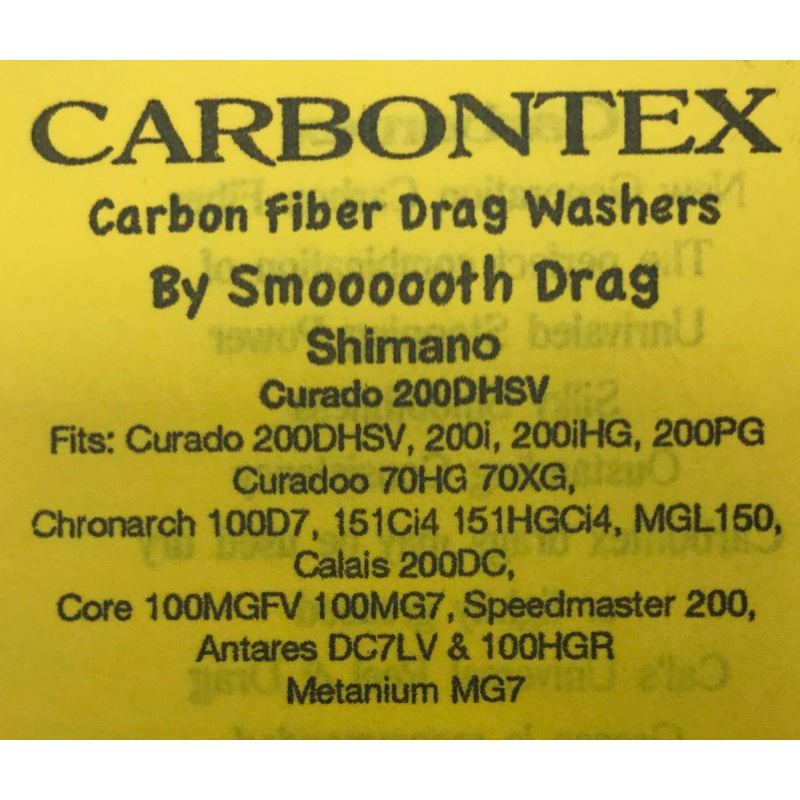 CARBONTEX
Carbon Fiber Drag Washers
By Smooooooth Drag
Shimano
Curado 200DHSV
Fits: Curado 200DHSV, 200i, 200iHG, 200PG
Curadoo 70HG 70XG,
Chronarch 100D7, 151Ci4 151HGCi4, MGL150,
Calais 200DC,
Core 100MGFV 100MG7, Speedmaster 200,
Antares DC7LV & 100HGR
Metanium MG7